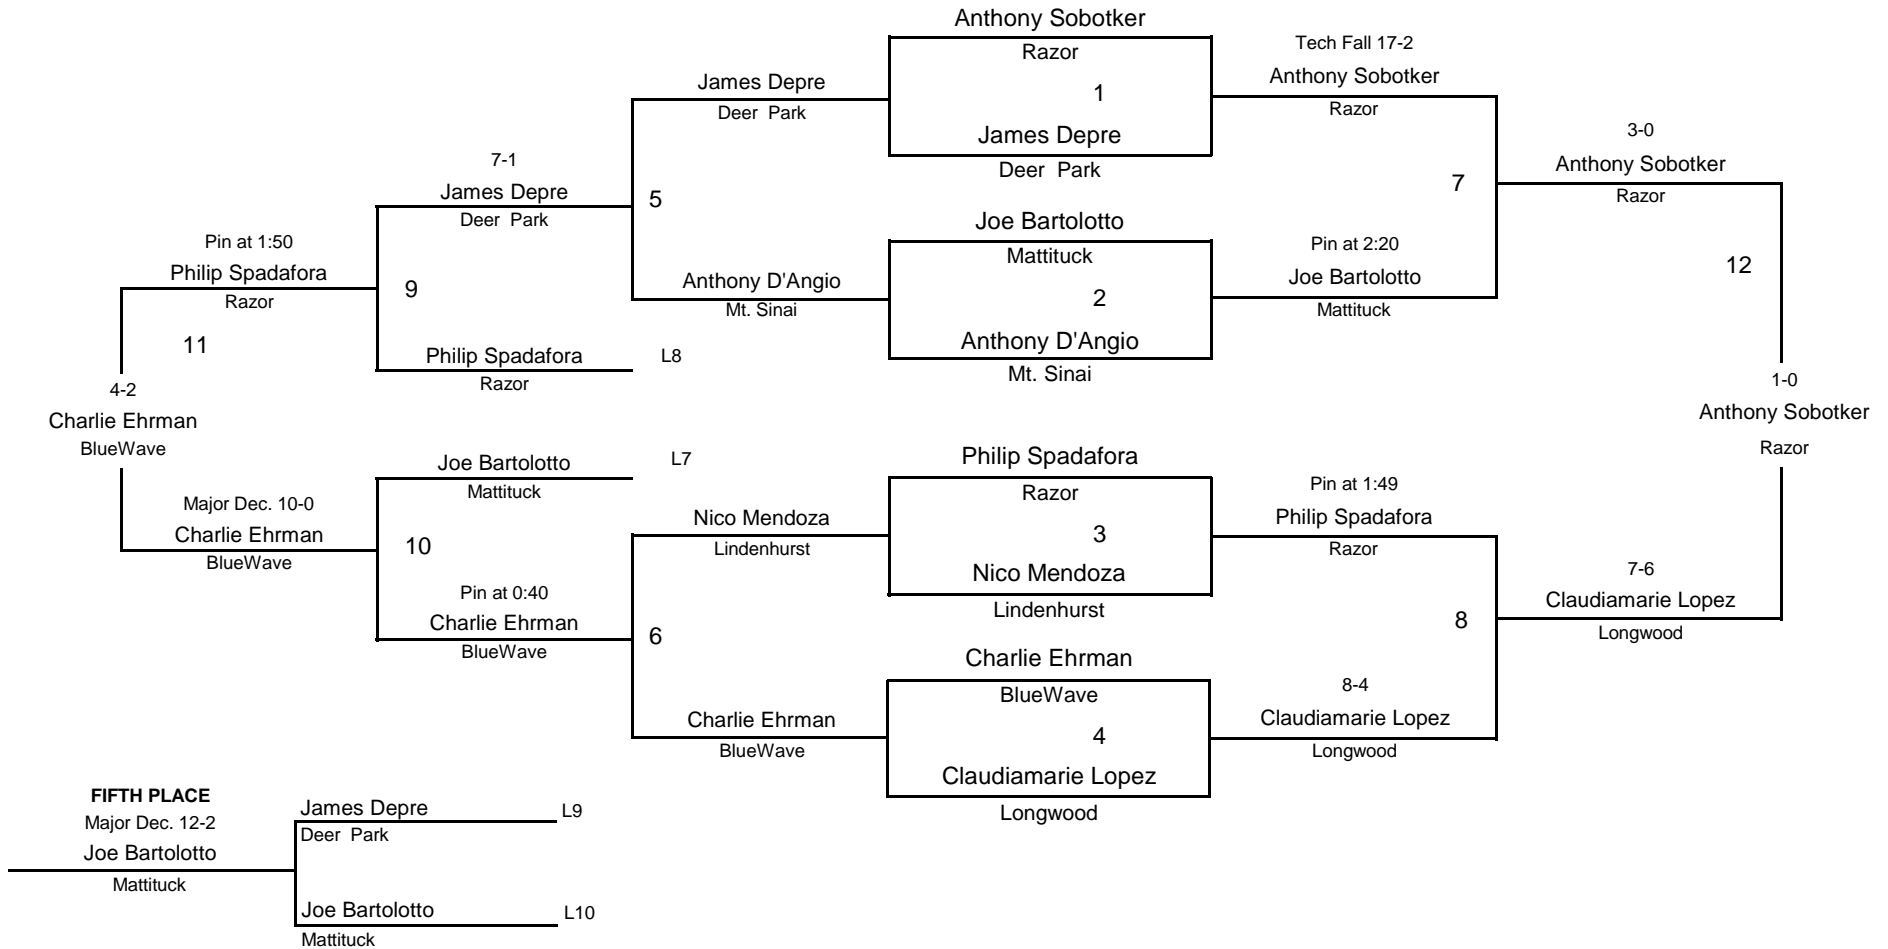 Anthony Sobotker
Razor
1
James Depre
Deer Park
Tech Fall 17-2
Anthony Sobotker
Razor
James Depre
Deer Park
3-0
Anthony Sobotker
Razor
7-1
James Depre
Deer Park
5
7
Joe Bartolotto
Mattituck
2
Anthony D'Angio
Mt. Sinai
Pin at 2:20
Joe Bartolotto
Mattituck
Pin at 1:50
Philip Spadafora
Razor
9
Anthony D'Angio
Mt. Sinai
12
11
Philip Spadafora
Razor
L8
4-2
Charlie Ehrman
BlueWave
1-0
Anthony Sobotker
Razor
Joe Bartolotto
Mattituck
L7
Philip Spadafora
Razor
3
Nico Mendoza
Lindenhurst
Pin at 1:49
Philip Spadafora
Razor
Major Dec. 10-0
Charlie Ehrman
BlueWave
10
Nico Mendoza
Lindenhurst
Pin at 0:40
Charlie Ehrman
BlueWave
6
8
7-6
Claudiamarie Lopez
Longwood
Charlie Ehrman
BlueWave
4
Claudiamarie Lopez
Longwood
8-4
Claudiamarie Lopez
Longwood
Charlie Ehrman
BlueWave
FIFTH PLACE
Major Dec. 12-2
Joe Bartolotto
Mattituck
James Depre
Deer Park
L9
Joe Bartolotto
Mattituck
L10